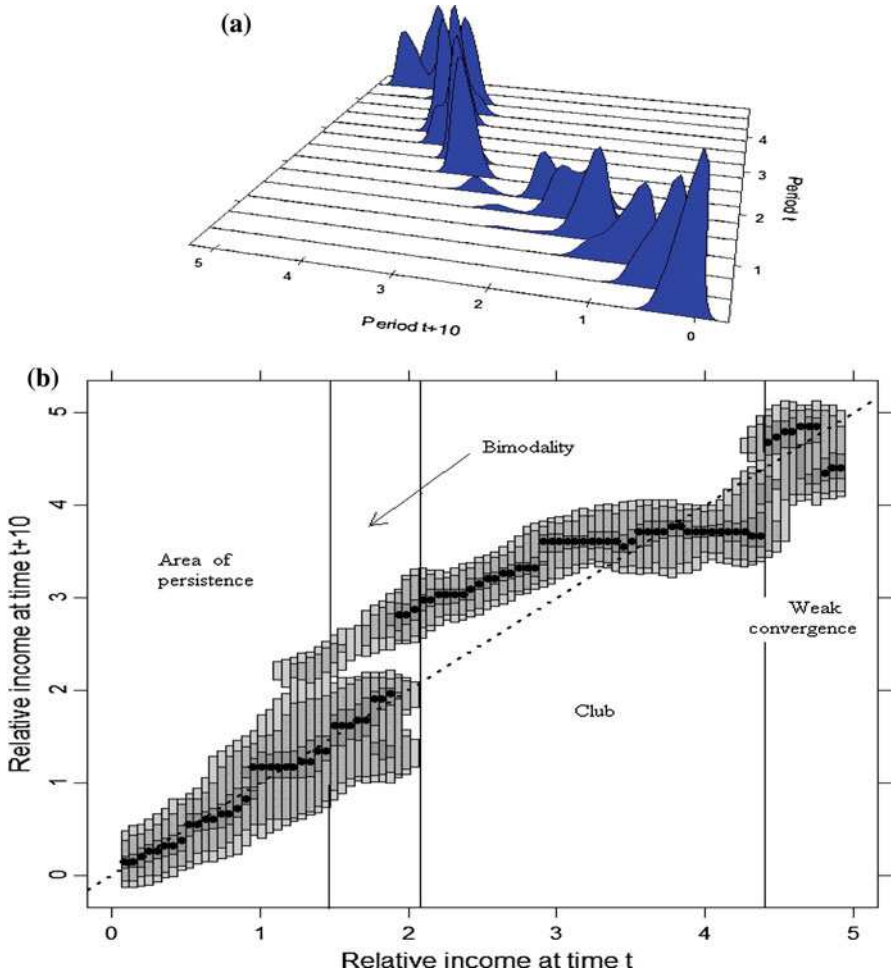 (a)
4
3
2
1
Period t
5
4
3
2
1
0
Period t+10
(b)
5
4
3
2
1
0
Relative income at time t+10
Bimodality
Area of
persistence
Weak
convergence
Club
0
1
2
3
4
5
Relative income at time t